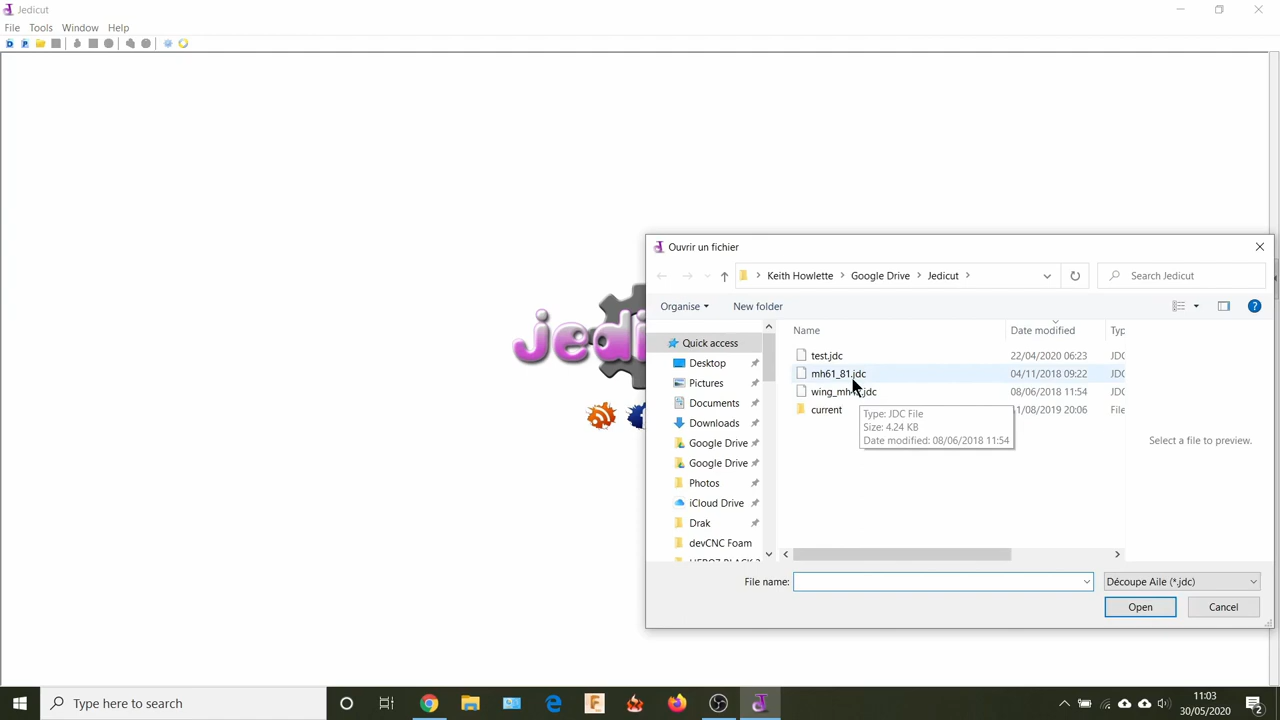 Jedicut
File Tools Window Help
jedi
Ouvrir un fichier
Keith Howlette Google Drive Jedicut
Search Jedicut
Organise New folder
Name Date modified
Quick access
Desktop
Pictures
Documents
Downloads
Google Drive
Google Drive
Photos
iCloud Drive
Drak
devCNC Foam
test.jdc 22/04/2020 06:23 JDC
mh61_81.jdc 04/11/2018 09:22 JDC
08/06/2018 11:54 JDC
current 11/08/2019 20:06 File
Type: JDC File
Size: 4.24 KB
Date modified: 08/06/2018 11:54
Select a file to preview.
File name:
Découpe Aile (*.jdc)
Open Cancel
Type here to search
11:03
30/05/2020
2